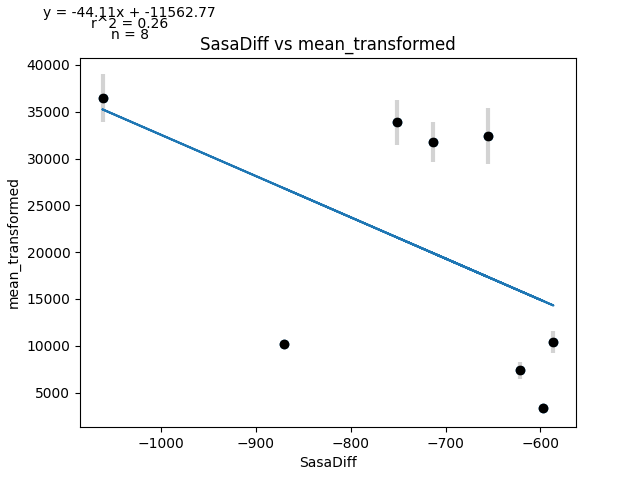 y = -44.11x + -11562.77
r^2 = 0.26
n = 8
SasaDiff vs mean_transformed
40000
35000
30000
25000
20000
15000
10000
5000
mean_transformed
−1000
−900
−800
−700
−600
SasaDiff